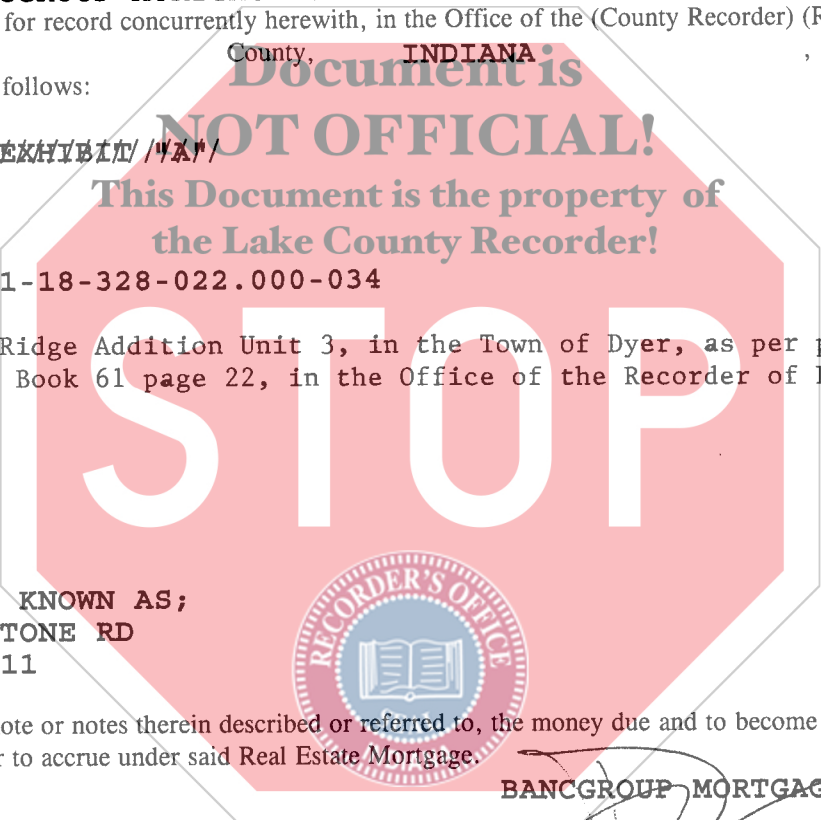 for record concurrently herewith, in the Office of the (County Recorder) (R
County, INDIANA ,
Document is
follows:
NOT OFFICIAL!
EXHIBIT "A"
This Document is the property of
the Lake County Recorder!
1-18-328-022.000-034
STOP
Ridge Addition Unit 3, in the Town of Dyer, as per p
Book 61 page 22, in the Office of the Recorder of
KNOWN AS;
TONE RD
11
RECORDER'S OFFICE
INDIANA
ote or notes therein described or referred to, the money due and to become
r to accrue under said Real Estate Mortgage.
BANCGROUP MORTGAG